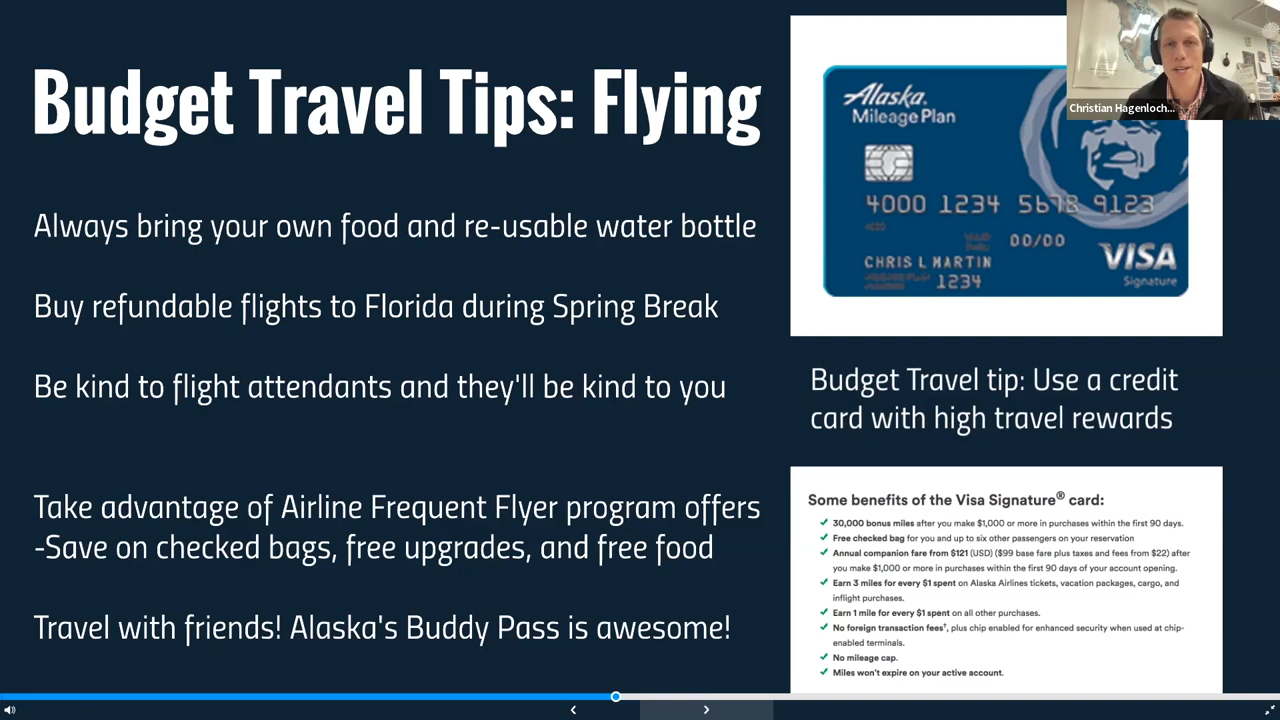 Budget Travel Tips: Flying
Always bring your own food and re-usable water bottle
Buy refundable flights to Florida during Spring Break
Be kind to flight attendants and they'll be kind to you
Take advantage of Airline Frequent Flyer program offers
-Save on checked bags, free upgrades, and free food
Travel with friends! Alaska's Buddy Pass is awesome!
Christian Hagenloch...
Alaska.
Mileage Plan
4000 1234 5678 9123
00/00
CHRIS L MARTIN
1234
VISA
Signature
Budget Travel tip: Use a credit
card with high travel rewards
Some benefits of the Visa Signature® card:
✓ 30,000 bonus miles after you make $1,000 or more in purchases within the first 90 days.
✓ Free checked bag for you and up to six other passengers on your reservation
✓ Annual companion fare from $121 (USD) ($99 base fare plus taxes and fees from $22) after
you make $1,000 or more in purchases within the first 90 days of your account opening.
✓ Earn 3 miles for every $1 spent on Alaska Airlines tickets, vacation packages, cargo, and
inflight purchases.
✓ Earn 1 mile for every $1 spent on all other purchases.
✓ No foreign transaction fees†, plus chip enabled for enhanced security when used at chip-
enabled terminals.
✓ No mileage cap.
✓ Miles won't expire on your active account.